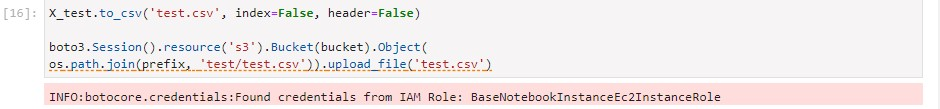 [16]: X_test.to_csv('test.csv', index=False, header=False)
boto3.Session().resource('s3').Bucket(bucket).Object(
os.path.join(prefix, 'test/test.csv')).upload_file('test.csv')
INFO:botocore.credentials:Found credentials from IAM Role: BaseNotebookInstanceEc2InstanceRole